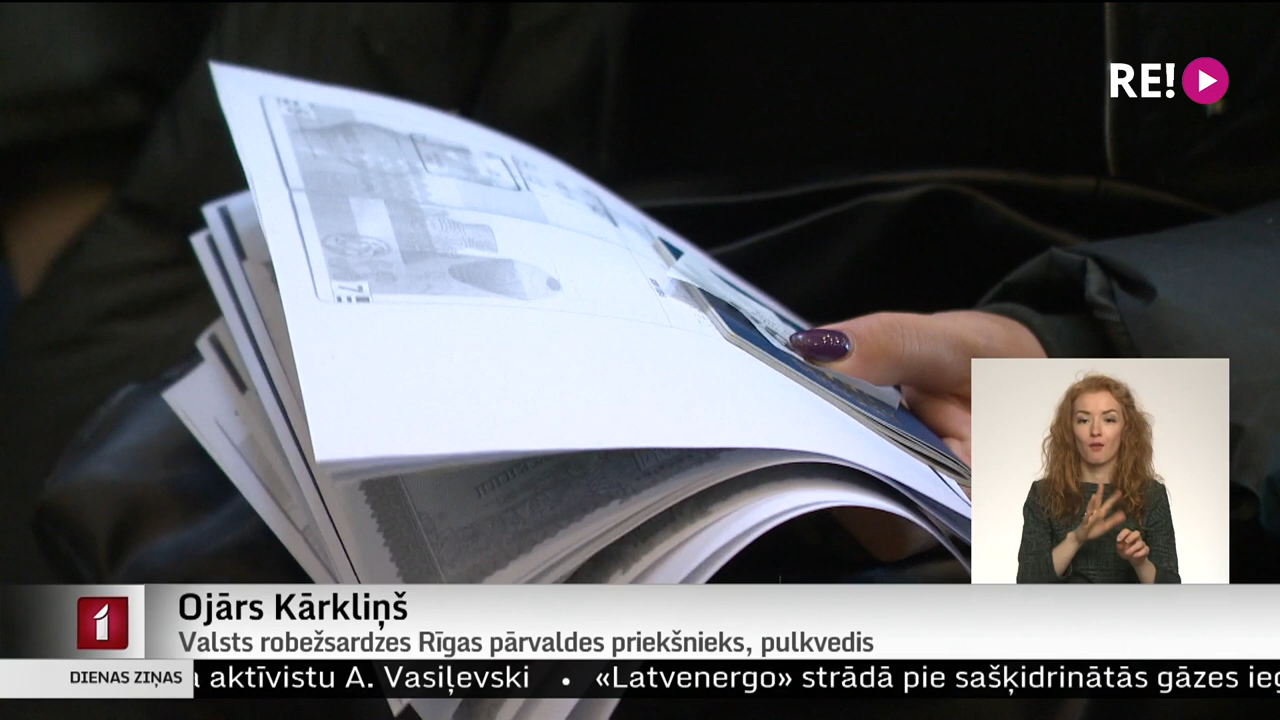 RE!
Ojārs Kārkliņš
Valsts robežsardzes Rīgas pārvaldes priekšnieks, pulkvedis
1
DIENAS ZIŅAS
aktīvistu A. Vasiļevski • «Latvenergo» strādā pie sašķidrinātās gāzes